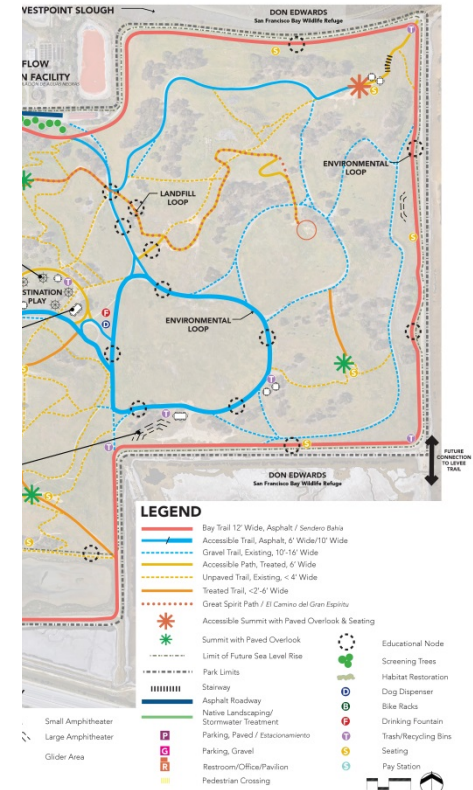 WESTPOINT SLOUGH
DON EDWARDS
San Francisco Bay Wildlife Refuge
S
T
FLOW
N FACILITY
S
ENVIRONMENTAL
LOOP
LANDFILL
LOOP
S
T
STINATION
PLAY
F
D
ENVIRONMENTAL
LOOP
S
T
T
T
S
T
FUTURE
CONNECTION
TO LEVEE
TRAIL
DON EDWARDS
San Francisco Bay Wildlife Refuge
S
S
LEGEND
Bay Trail 12' Wide, Asphalt / Sendero Bahia
Accessible Trail, Asphalt, 6' Wide/10' Wide
Gravel Trail, Existing, 10'-16' Wide
Accessible Path, Treated, 6' Wide
Unpaved Trail, Existing, < 4' Wide
Treated Trail, <2'-6' Wide
Great Spirit Path / El Camino del Gran Espiritu
Accessible Summit with Paved Overlook & Seating
Summit with Paved Overlook
Limit of Future Sea Level Rise
Park Limits
Stairway
Asphalt Roadway
Native Landscaping/
Stormwater Treatment
P Parking, Paved / Estacionamiento
G Parking, Gravel
R Restroom/Office/Pavilion
Pedestrian Crossing
Educational Node
Screening Trees
Habitat Restoration
D Dog Dispenser
B Bike Racks
F Drinking Fountain
T Trash/Recycling Bins
S Seating
S Pay Station
Small Amphitheater
Large Amphitheater
Glider Area